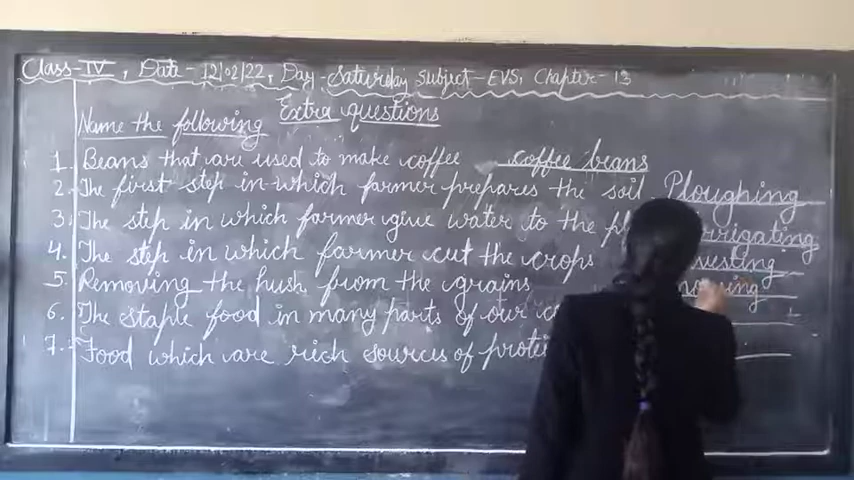 Class-IV, Date-12/02/22, Day-Saturday Subject-EVS, Chapter-13
Extra questions
Name the following
1. Beans that are used to make coffee coffee beans
2. The first step in which farmer prepares the soil Ploughing
3. The step in which farmer give water to the
4. The step in which farmer cut the crops
5. Removing the husk from the grains
6. The staple food in many parts of our
7. Food which are rich sources of